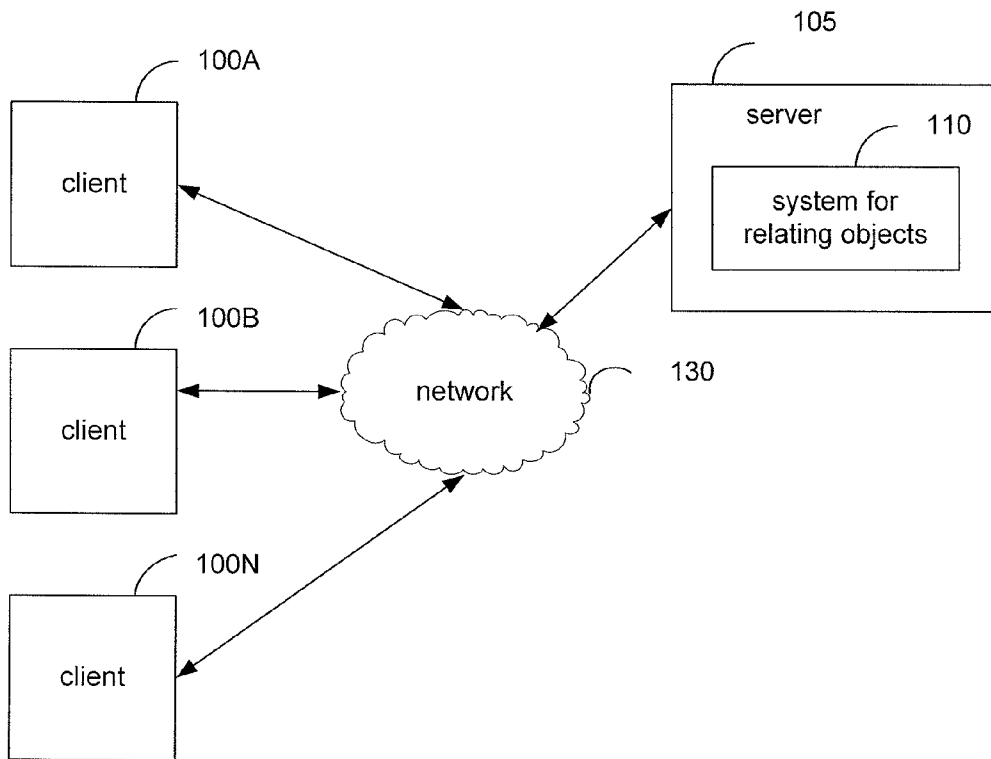 105
100A
server
110
client
system for
relating objects
100B
network
130
client
100N
client